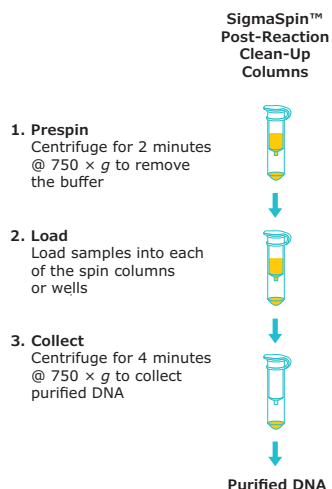 SigmaSpin™
Post-Reaction
Clean-Up
Columns
1. Prespin
Centrifuge for 2 minutes
@ 750 × g to remove
the buffer
2. Load
Load samples into each
of the spin columns
or wells
3. Collect
Centrifuge for 4 minutes
@ 750 × g to collect
purified DNA
Purified DNA